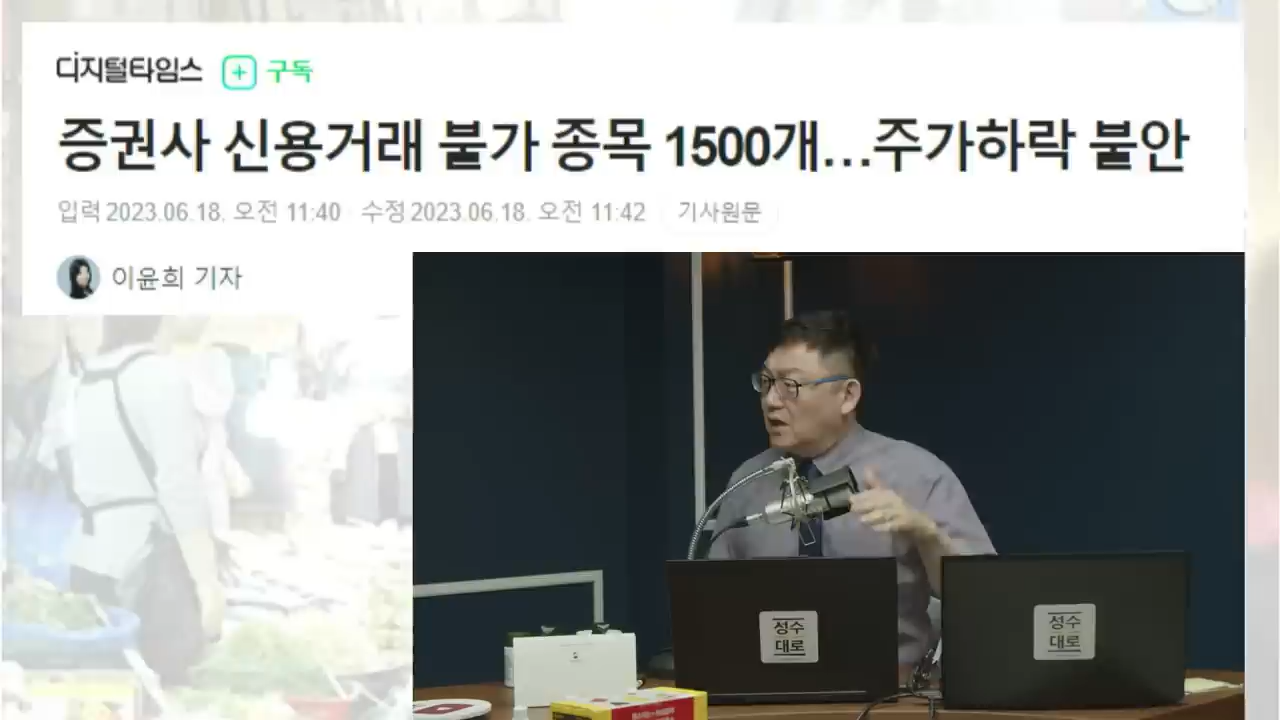 디지털타임스 구독
증권사 신용거래 불가 종목 1500개...주가하락 불안
입력 2023.06.18. 오전 11:40 수정 2023.06.18. 오전 11:42 기사원문
이윤희 기자
성수
대로
성수
대로